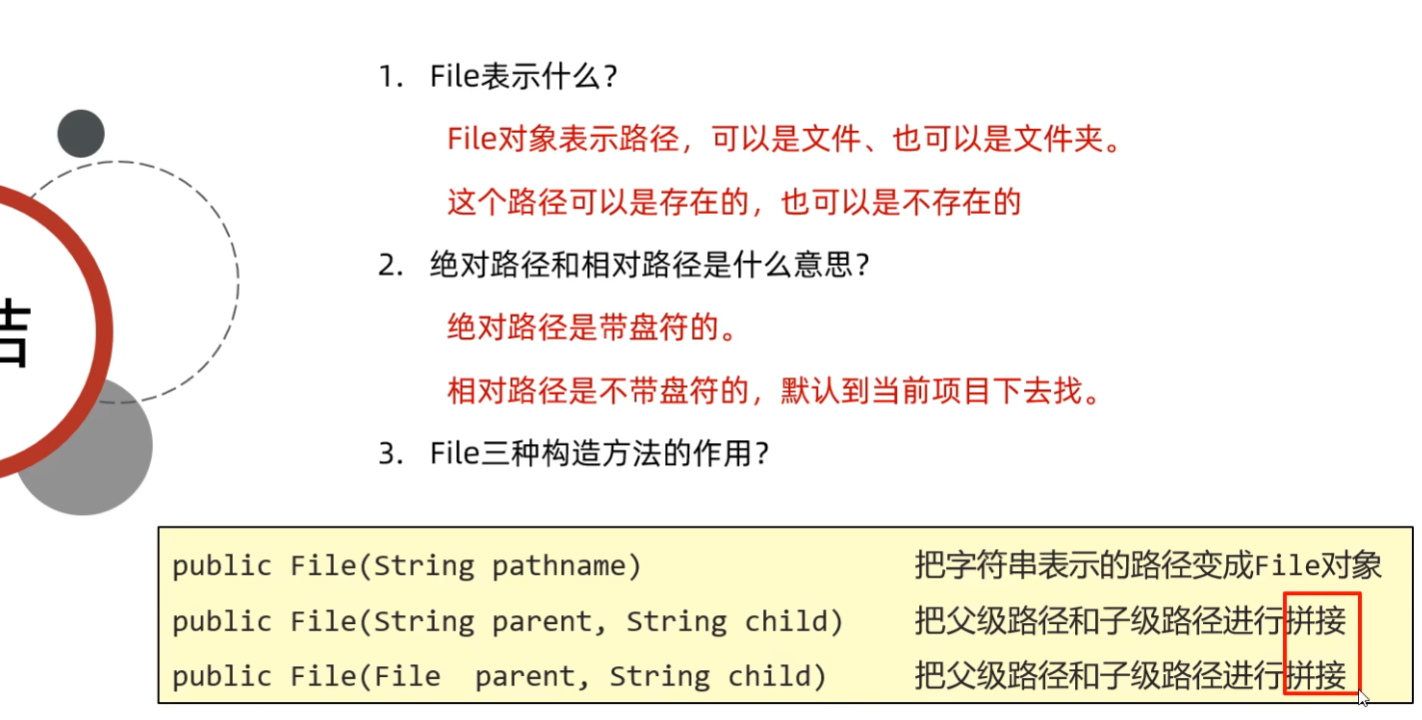 1. File表示什么?
File对象表示路径，可以是文件、也可以是文件夹。
这个路径可以是存在的，也可以是不存在的
2. 绝对路径和相对路径是什么意思?
绝对路径是带盘符的。
相对路径是不带盘符的，默认到当前项目下去找。
3. File三种构造方法的作用?
public File(String pathname) 把字符串表示的路径变成File对象
public File(String parent, String child) 把父级路径和子级路径进行拼接
public File(File parent, String child) 把父级路径和子级路径进行拼接